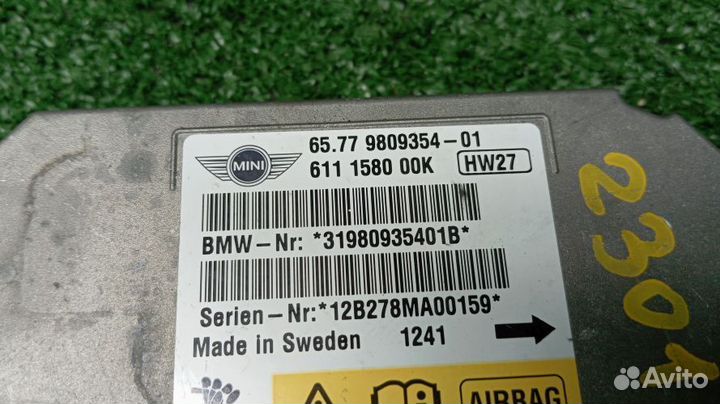 MINI
65.77 9809354-01
611 1580 00K HW27
BMW-Nr: *31980935401B*
Serien-Nr:*12B278MA00159*
Made in Sweden 1241
AIRBAG
2301
Avito